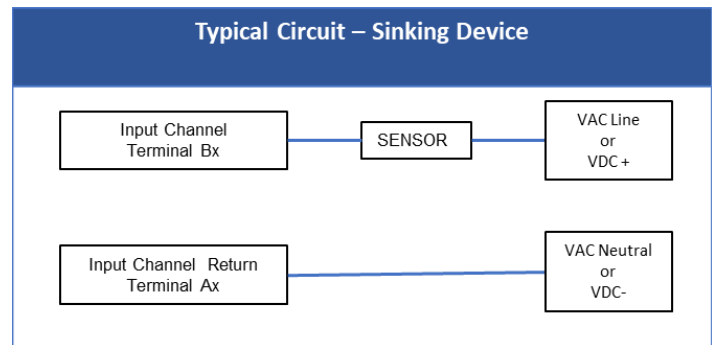 Typical Circuit – Sinking Device
Input Channel
Terminal Bx
SENSOR
VAC Line
or
VDC +
Input Channel Return
Terminal Ax
VAC Neutral
or
VDC-